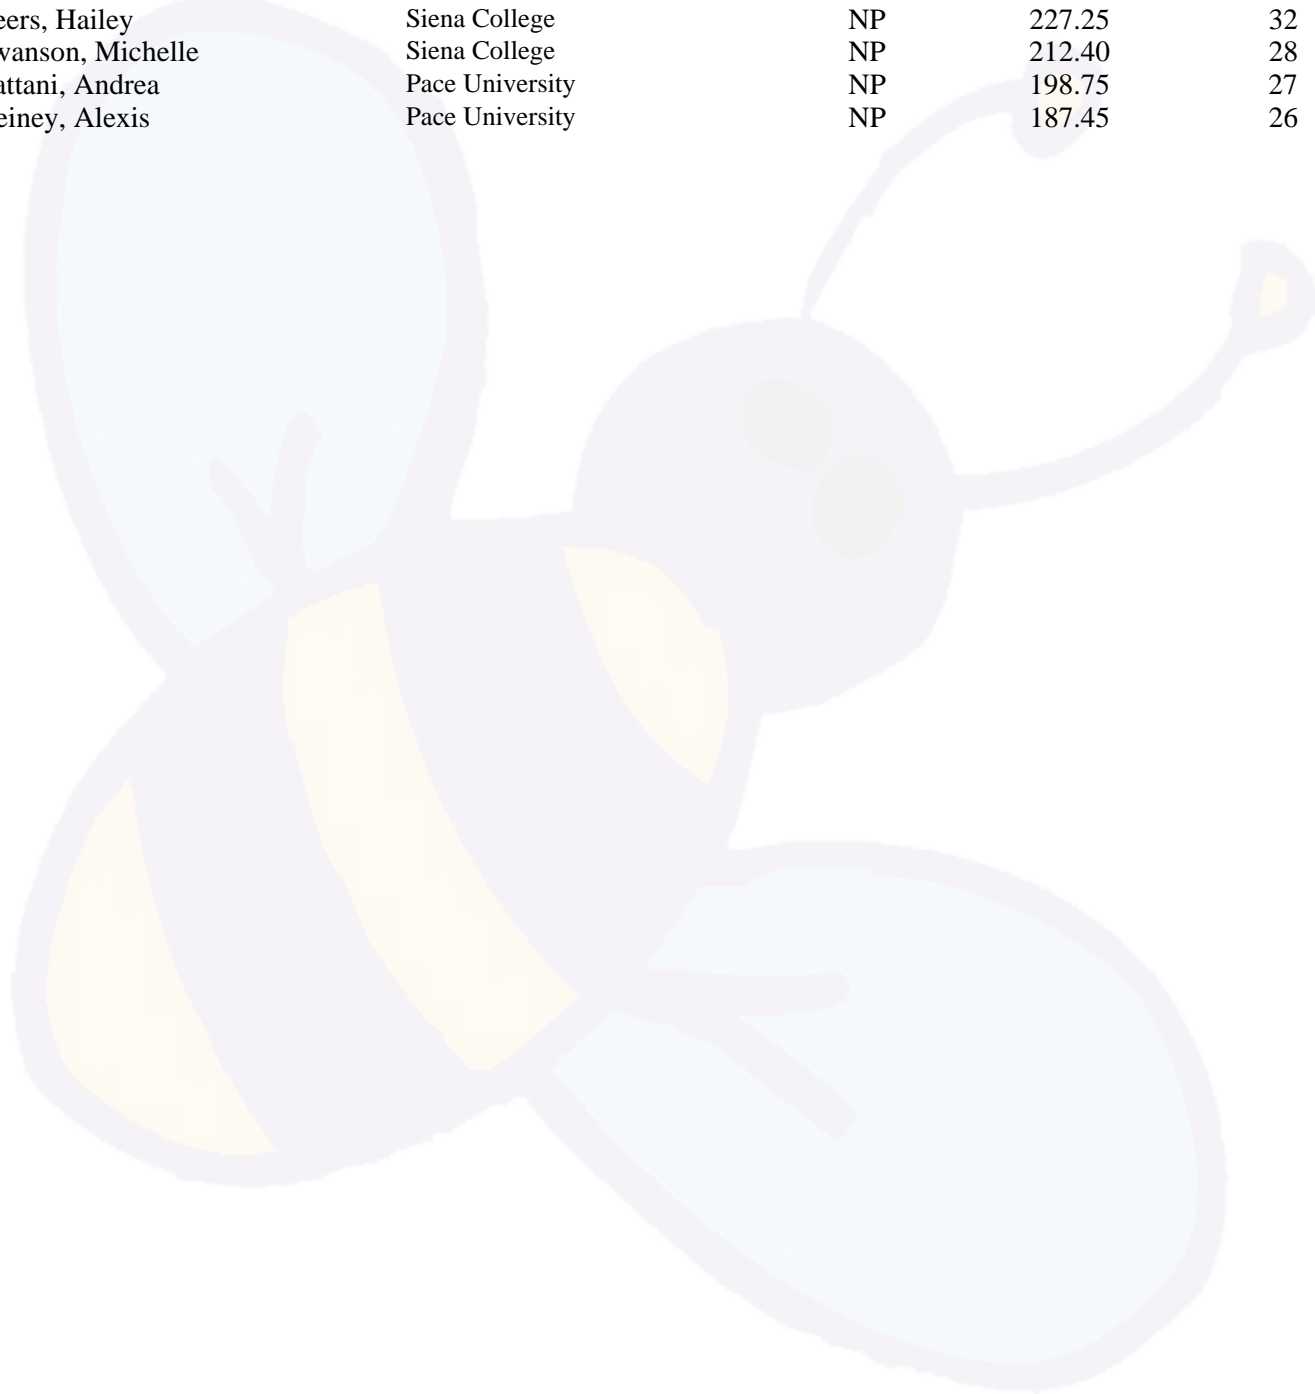 eers, Hailey Siena College NP 227.25 32
wanson, Michelle Siena College NP 212.40 28
attani, Andrea Pace University NP 198.75 27
einey, Alexis Pace University NP 187.45 26